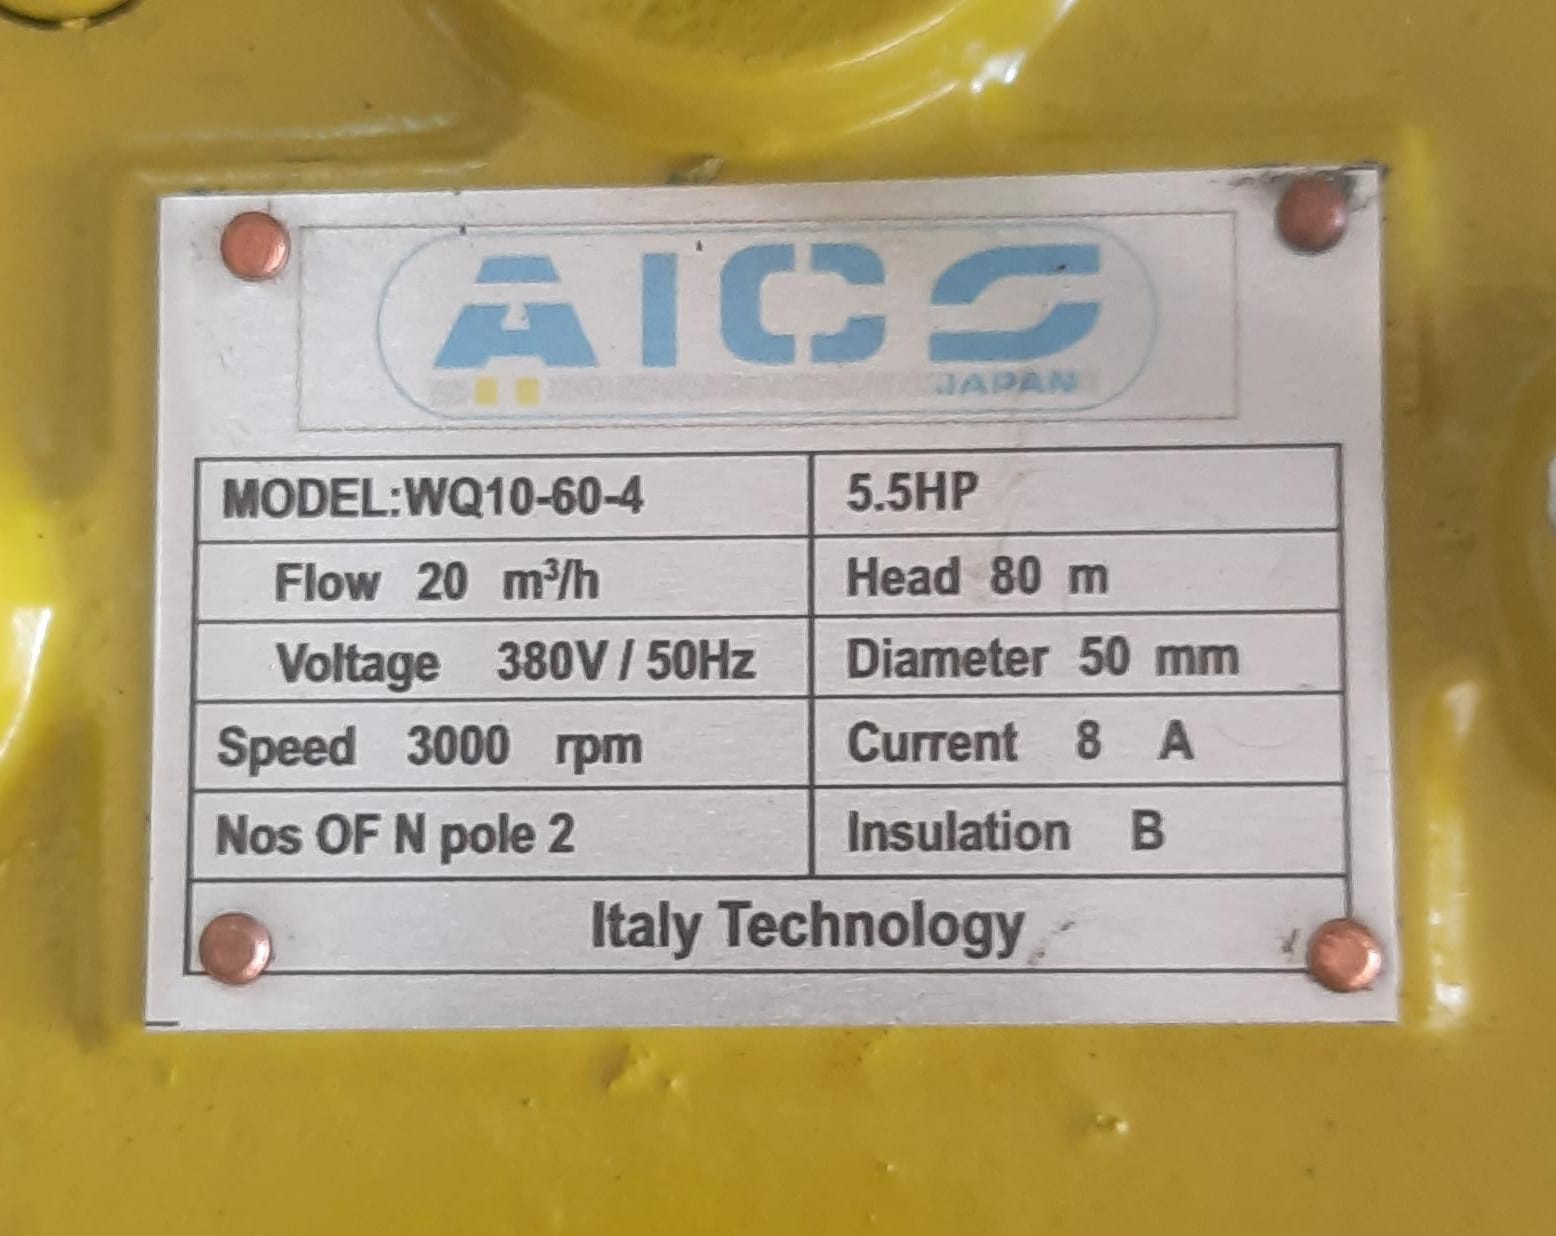 AICS
JAPAN
MODEL:WQ10-60-4 5.5HP
Flow 20 m³/h Head 80 m
Voltage 380V / 50Hz Diameter 50 mm
Speed 3000 rpm Current 8 A
Nos OF N pole 2 Insulation B
Italy Technology